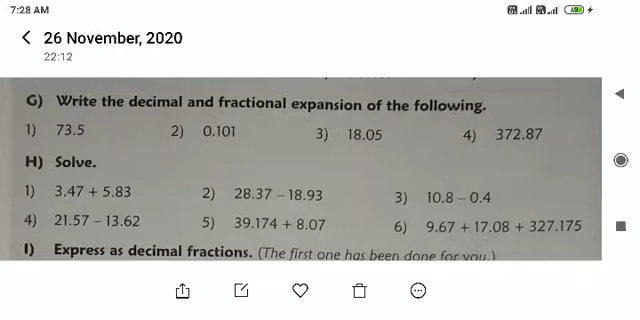 7:28 AM
26 November, 2020
22:12
G) Write the decimal and fractional expansion of the following.
1) 73.5 2) 0.101 3) 18.05 4) 372.87
H) Solve.
1) 3.47 + 5.83 2) 28.37 – 18.93 3) 10.8 – 0.4
4) 21.57 – 13.62 5) 39.174 + 8.07 6) 9.67 + 17.08 + 327.175
I) Express as decimal fractions. (The first one has been done for you.)